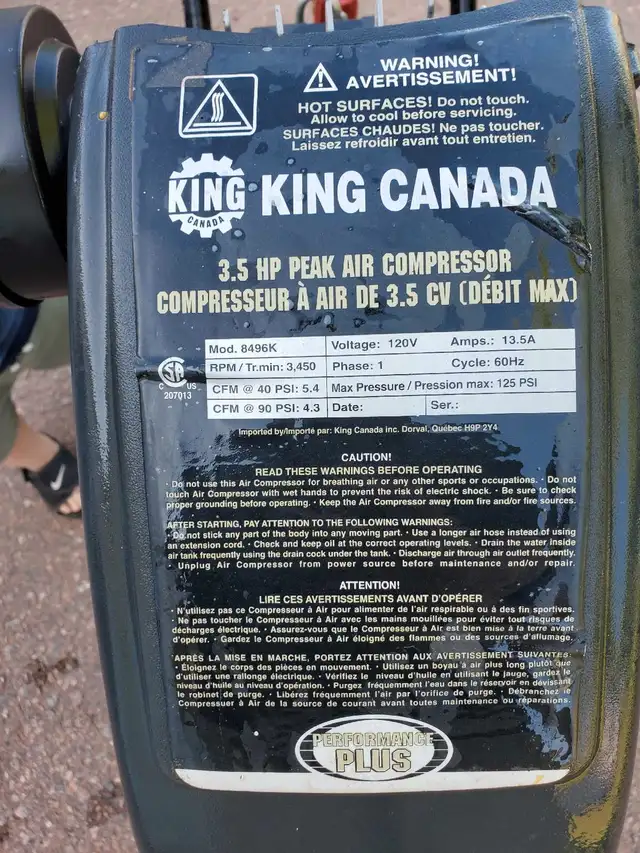 WARNING!
AVERTISSEMENT!
HOT SURFACES! Do not touch.
Allow to cool before servicing.
SURFACES CHAUDES! Ne pas toucher.
Laissez refroidir avant tout entretien.
KING
CANADA
KING CANADA
3.5 HP PEAK AIR COMPRESSOR
COMPRESSEUR À AIR DE 3.5 CV (DÉBIT MAX)
Mod. 8496K Voltage: 120V Amps.: 13.5A
RPM / Tr.min: 3,450 Phase: 1 Cycle: 60Hz
CFM @ 40 PSI: 5.4 Max Pressure / Pression max: 125 PSI
CFM @ 90 PSI: 4.3 Date: Ser.:
C US
207013
Imported by/Importé par: King Canada inc. Dorval, Québec H9P 2Y4
CAUTION!
READ THESE WARNINGS BEFORE OPERATING
· Do not use this Air Compressor for breathing air or any other sports or occupations. · Do not
touch Air Compressor with wet hands to prevent the risk of electric shock. · Be sure to check
proper grounding before operating. · Keep the Air Compressor away from fire and/or fire sources.
AFTER STARTING, PAY ATTENTION TO THE FOLLOWING WARNINGS:
· Do not stick any part of the body into any moving part. · Use a longer air hose instead of using
an extension cord. · Check and keep oil at the correct operating levels. · Drain the water inside
air tank frequently using the drain cock under the tank. · Discharge air through air outlet frequently.
· Unplug Air Compressor from power source before maintenance and/or repair.
ATTENTION!
LIRE CES AVERTISSEMENTS AVANT D'OPÉRER
· N'utilisez pas ce Compresseur à Air pour alimenter de l'air respirable ou à des fin sportives.
· Ne pas toucher le Compresseur à Air avec les mains mouillées pour éviter tout risques de
décharges électrique. · Assurez-vous que le Compresseur à Air est bien mise à la terre avant
d'opérer. · Gardez le Compresseur à Air éloigné des flammes ou des sources d'allumage.
APRÈS LA MISE EN MARCHE, PORTEZ ATTENTION AUX AVERTISSEMENT SUIVANTES:
· Éloignez le corps des pièces en mouvement. · Utilisez un boyau à air plus long plutôt que
d'utiliser une rallonge électrique. · Vérifiez le niveau d'huile en utilisant le jauge, gardez le
niveau d'huile au niveau d'opération. · Purgez fréquemment l'eau dans le réservoir en dévissant
le robinet de purge. · Libérez fréquemment l'air par l'orifice de purge. · Débranchez le
Compresseur à Air de la source de courant avant toutes maintenance ou réparations.
PERFORMANCE
PLUS